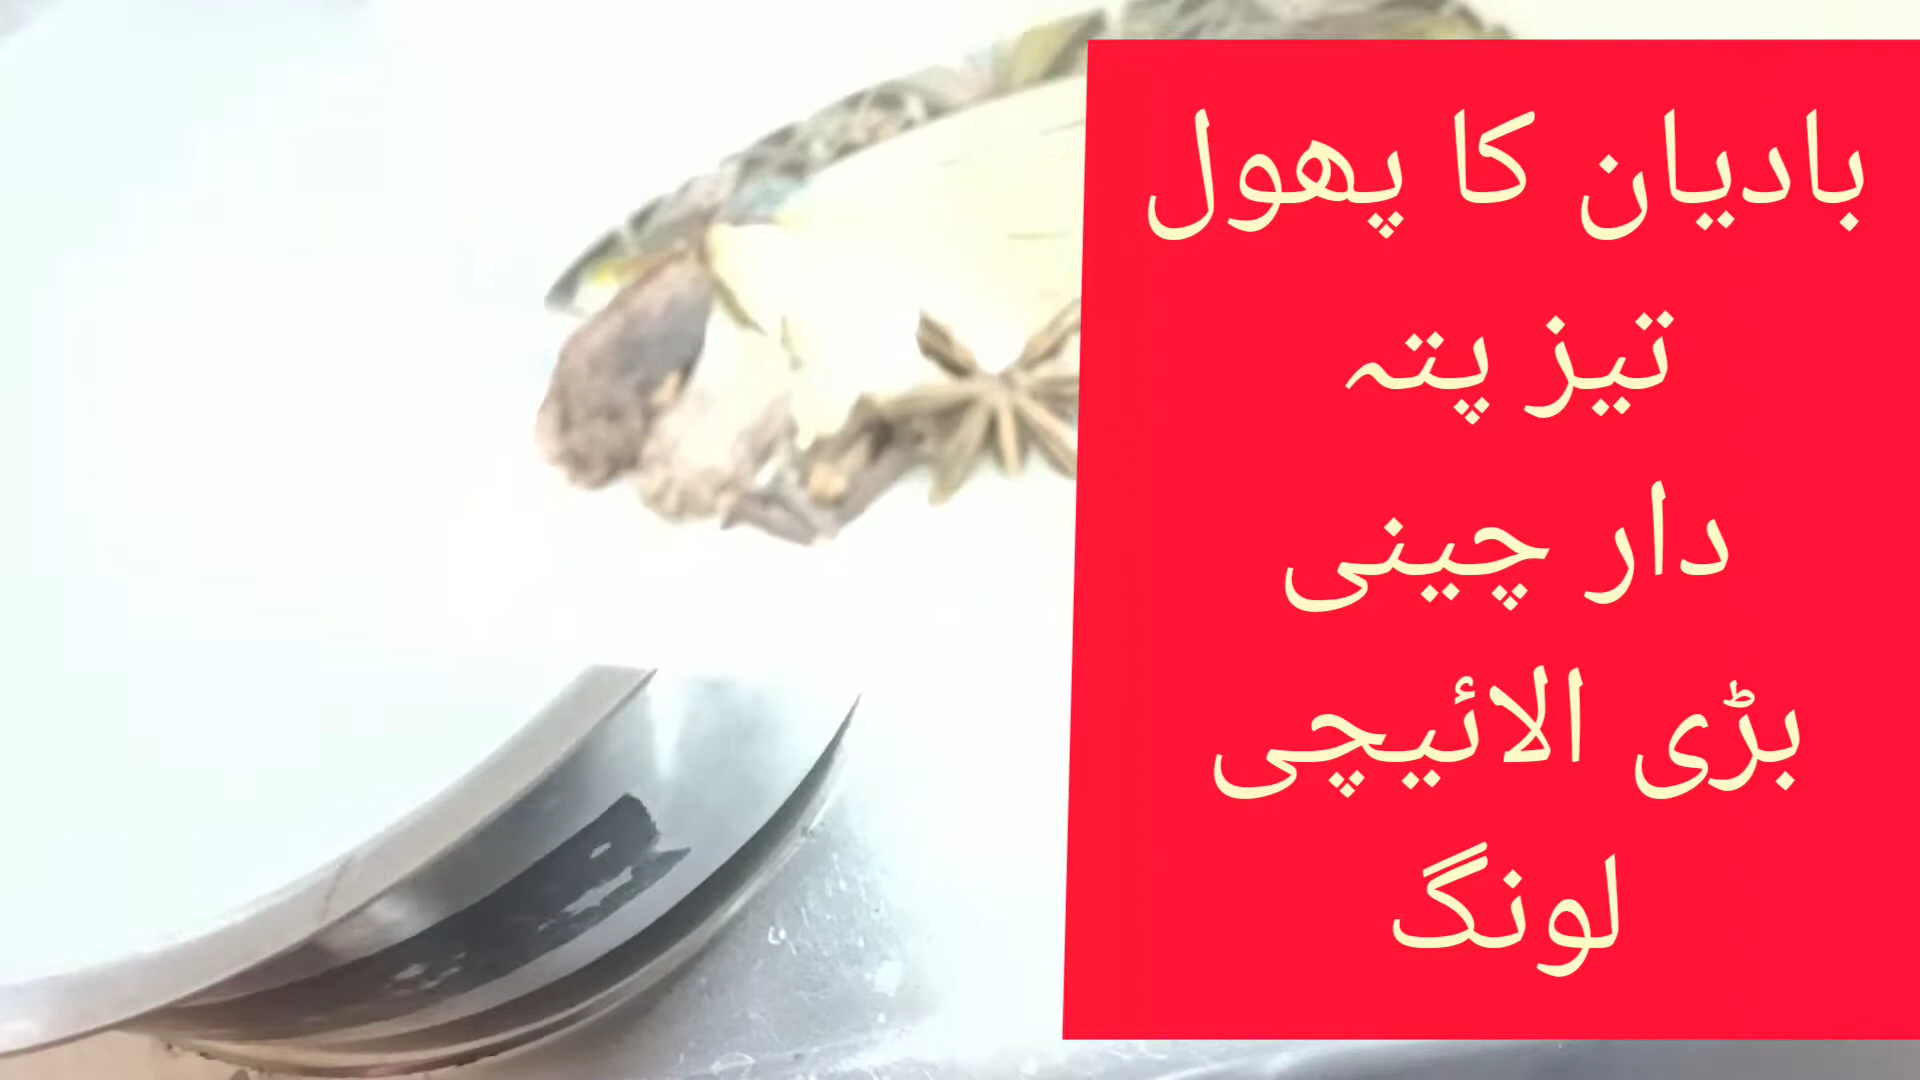 بادیان کا پھول
تیز پتہ
دار چینی
بڑی الائیچی
لونگ